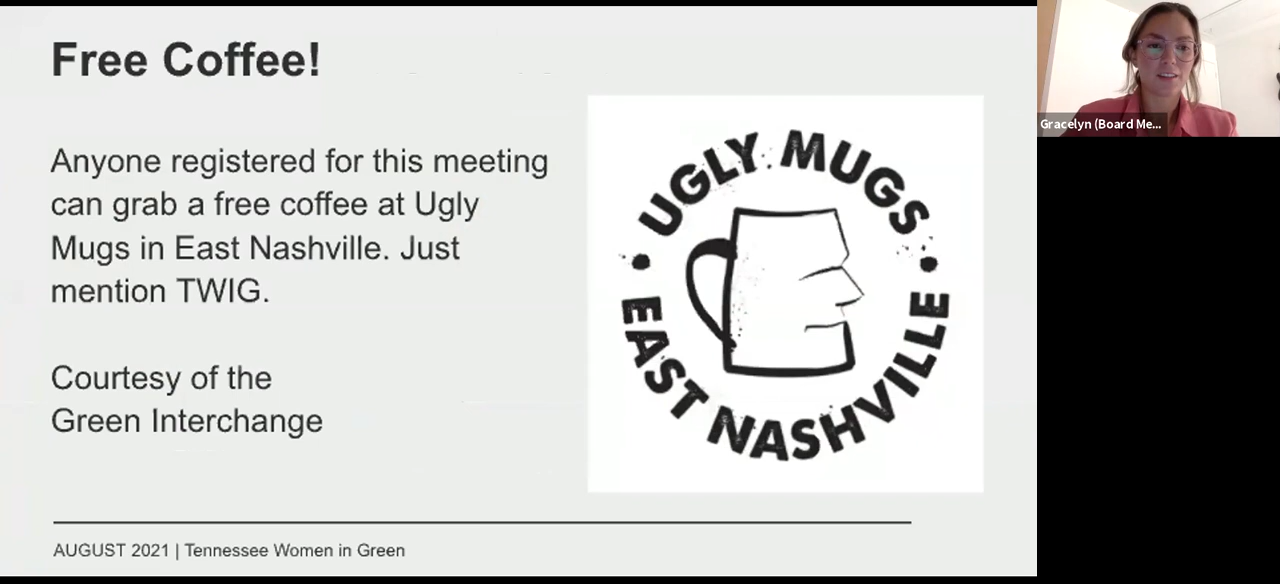 Free Coffee!
Anyone registered for this meeting
can grab a free coffee at Ugly
Mugs in East Nashville. Just
mention TWIG.
Courtesy of the
Green Interchange
UGLY MUGS
EAST NASHVILLE
AUGUST 2021 | Tennessee Women in Green
Gracelyn (Board Me...